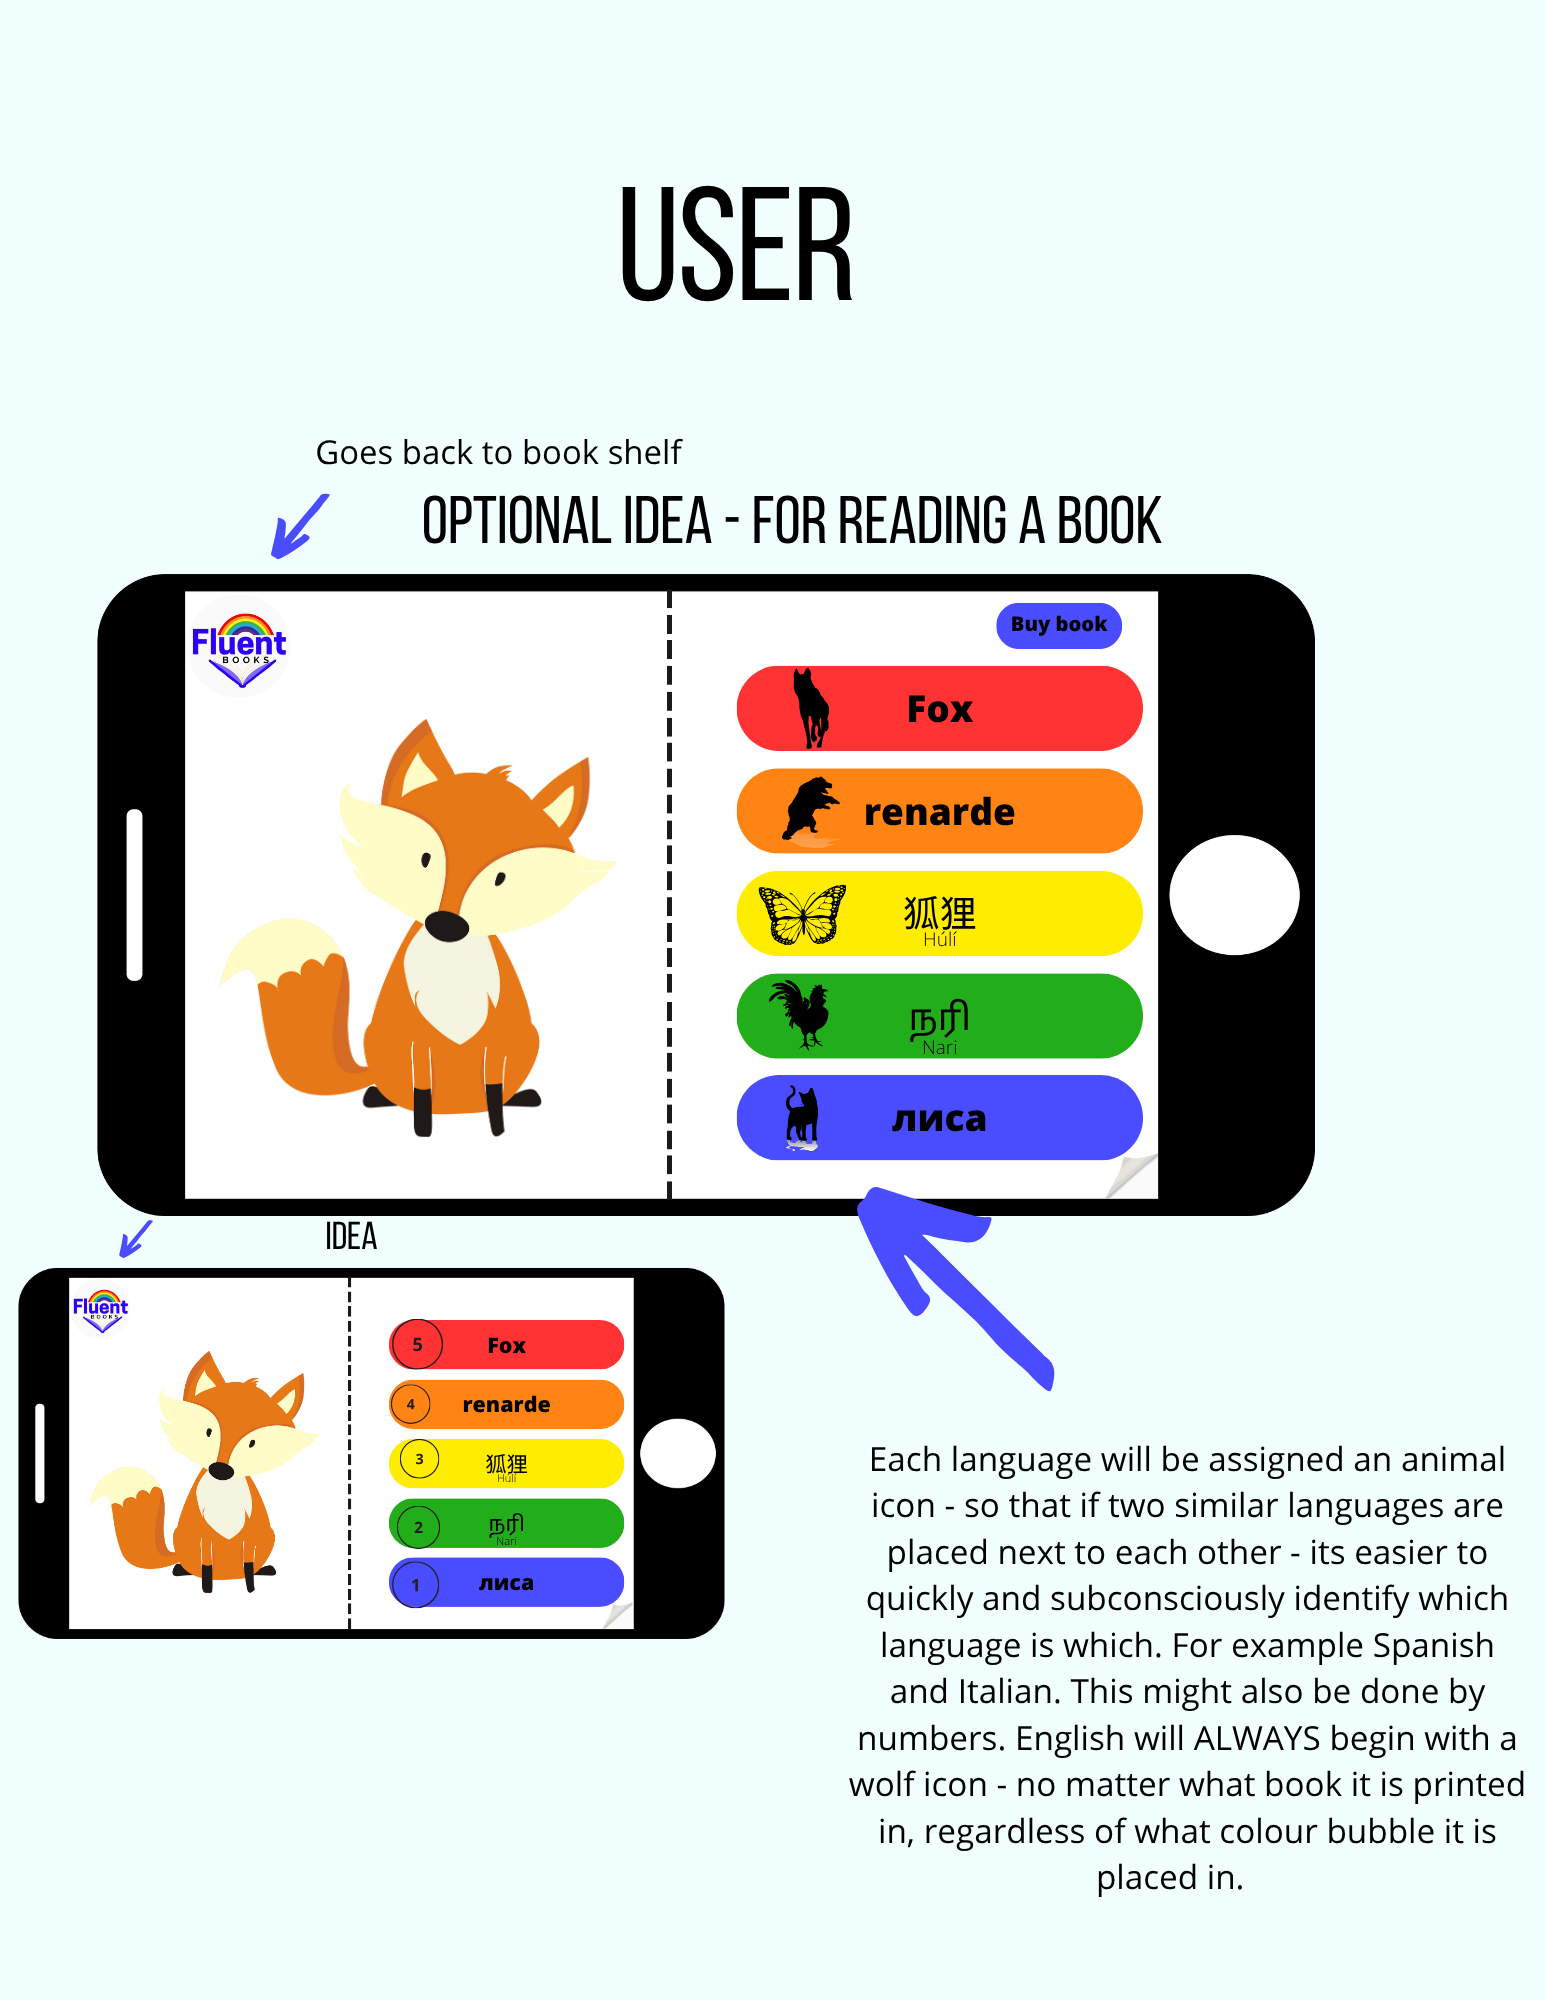 USER
Goes back to book shelf
OPTIONAL IDEA - FOR READING A BOOK
Fluent
BOOKS
Buy book
Fox
renarde
狐狸
Húlí
நரி
Nari
лиса
IDEA
Fluent
BOOKS
5 Fox
4 renarde
3 狐狸
Húlí
2 நரி
Nari
1 лиса
Each language will be assigned an animal
icon - so that if two similar languages are
placed next to each other - its easier to
quickly and subconsciously identify which
language is which. For example Spanish
and Italian. This might also be done by
numbers. English will ALWAYS begin with a
wolf icon - no matter what book it is printed
in, regardless of what colour bubble it is
placed in.